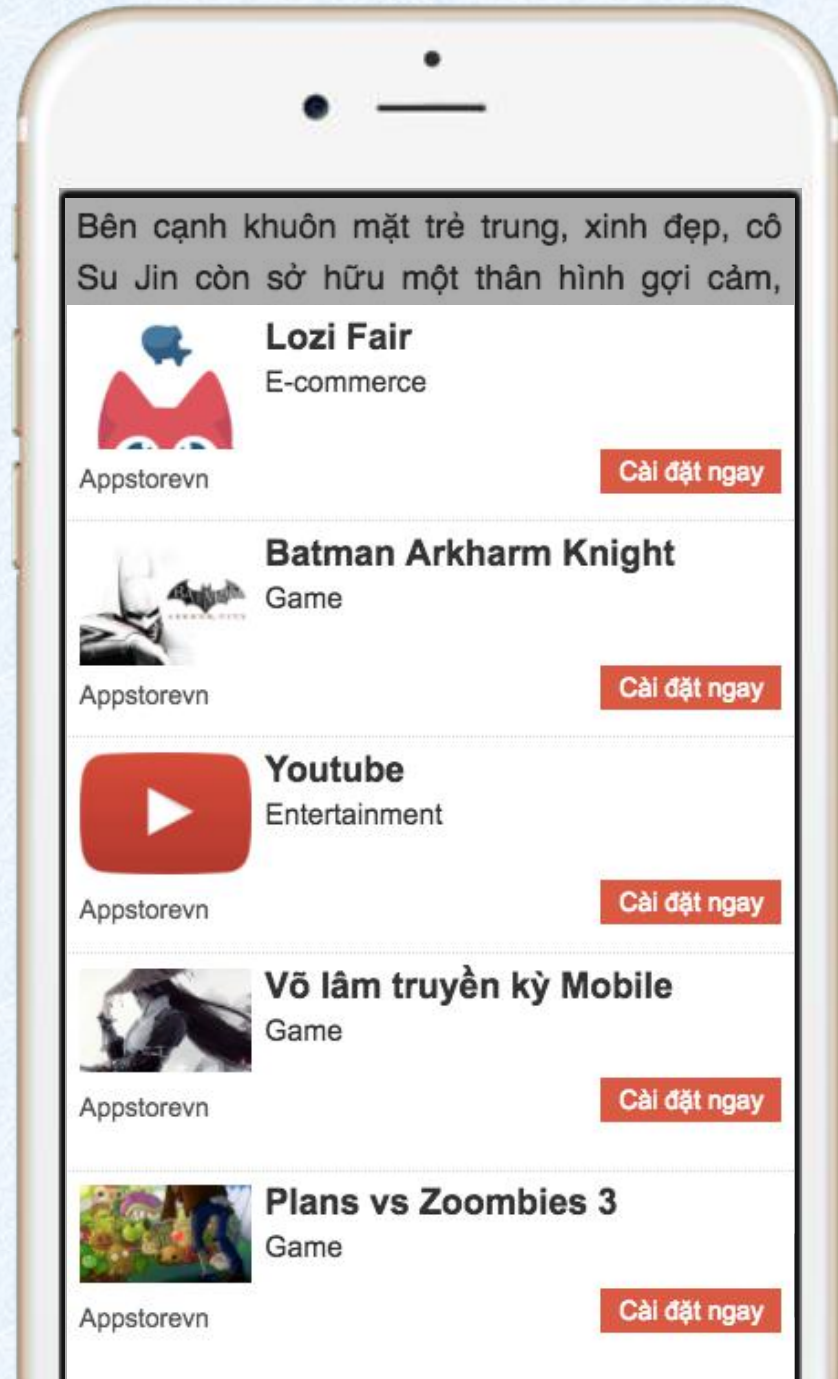 Bên cạnh khuôn mặt trẻ trung, xinh đẹp, cô
Su Jin còn sở hữu một thân hình gợi cảm,
Lozi Fair
E-commerce
Appstorevn
Cài đặt ngay
Batman Arkharm Knight
Game
Appstorevn
Cài đặt ngay
Youtube
Entertainment
Appstorevn
Cài đặt ngay
Võ lâm truyền kỳ Mobile
Game
Appstorevn
Cài đặt ngay
Plans vs Zoombies 3
Game
Appstorevn
Cài đặt ngay